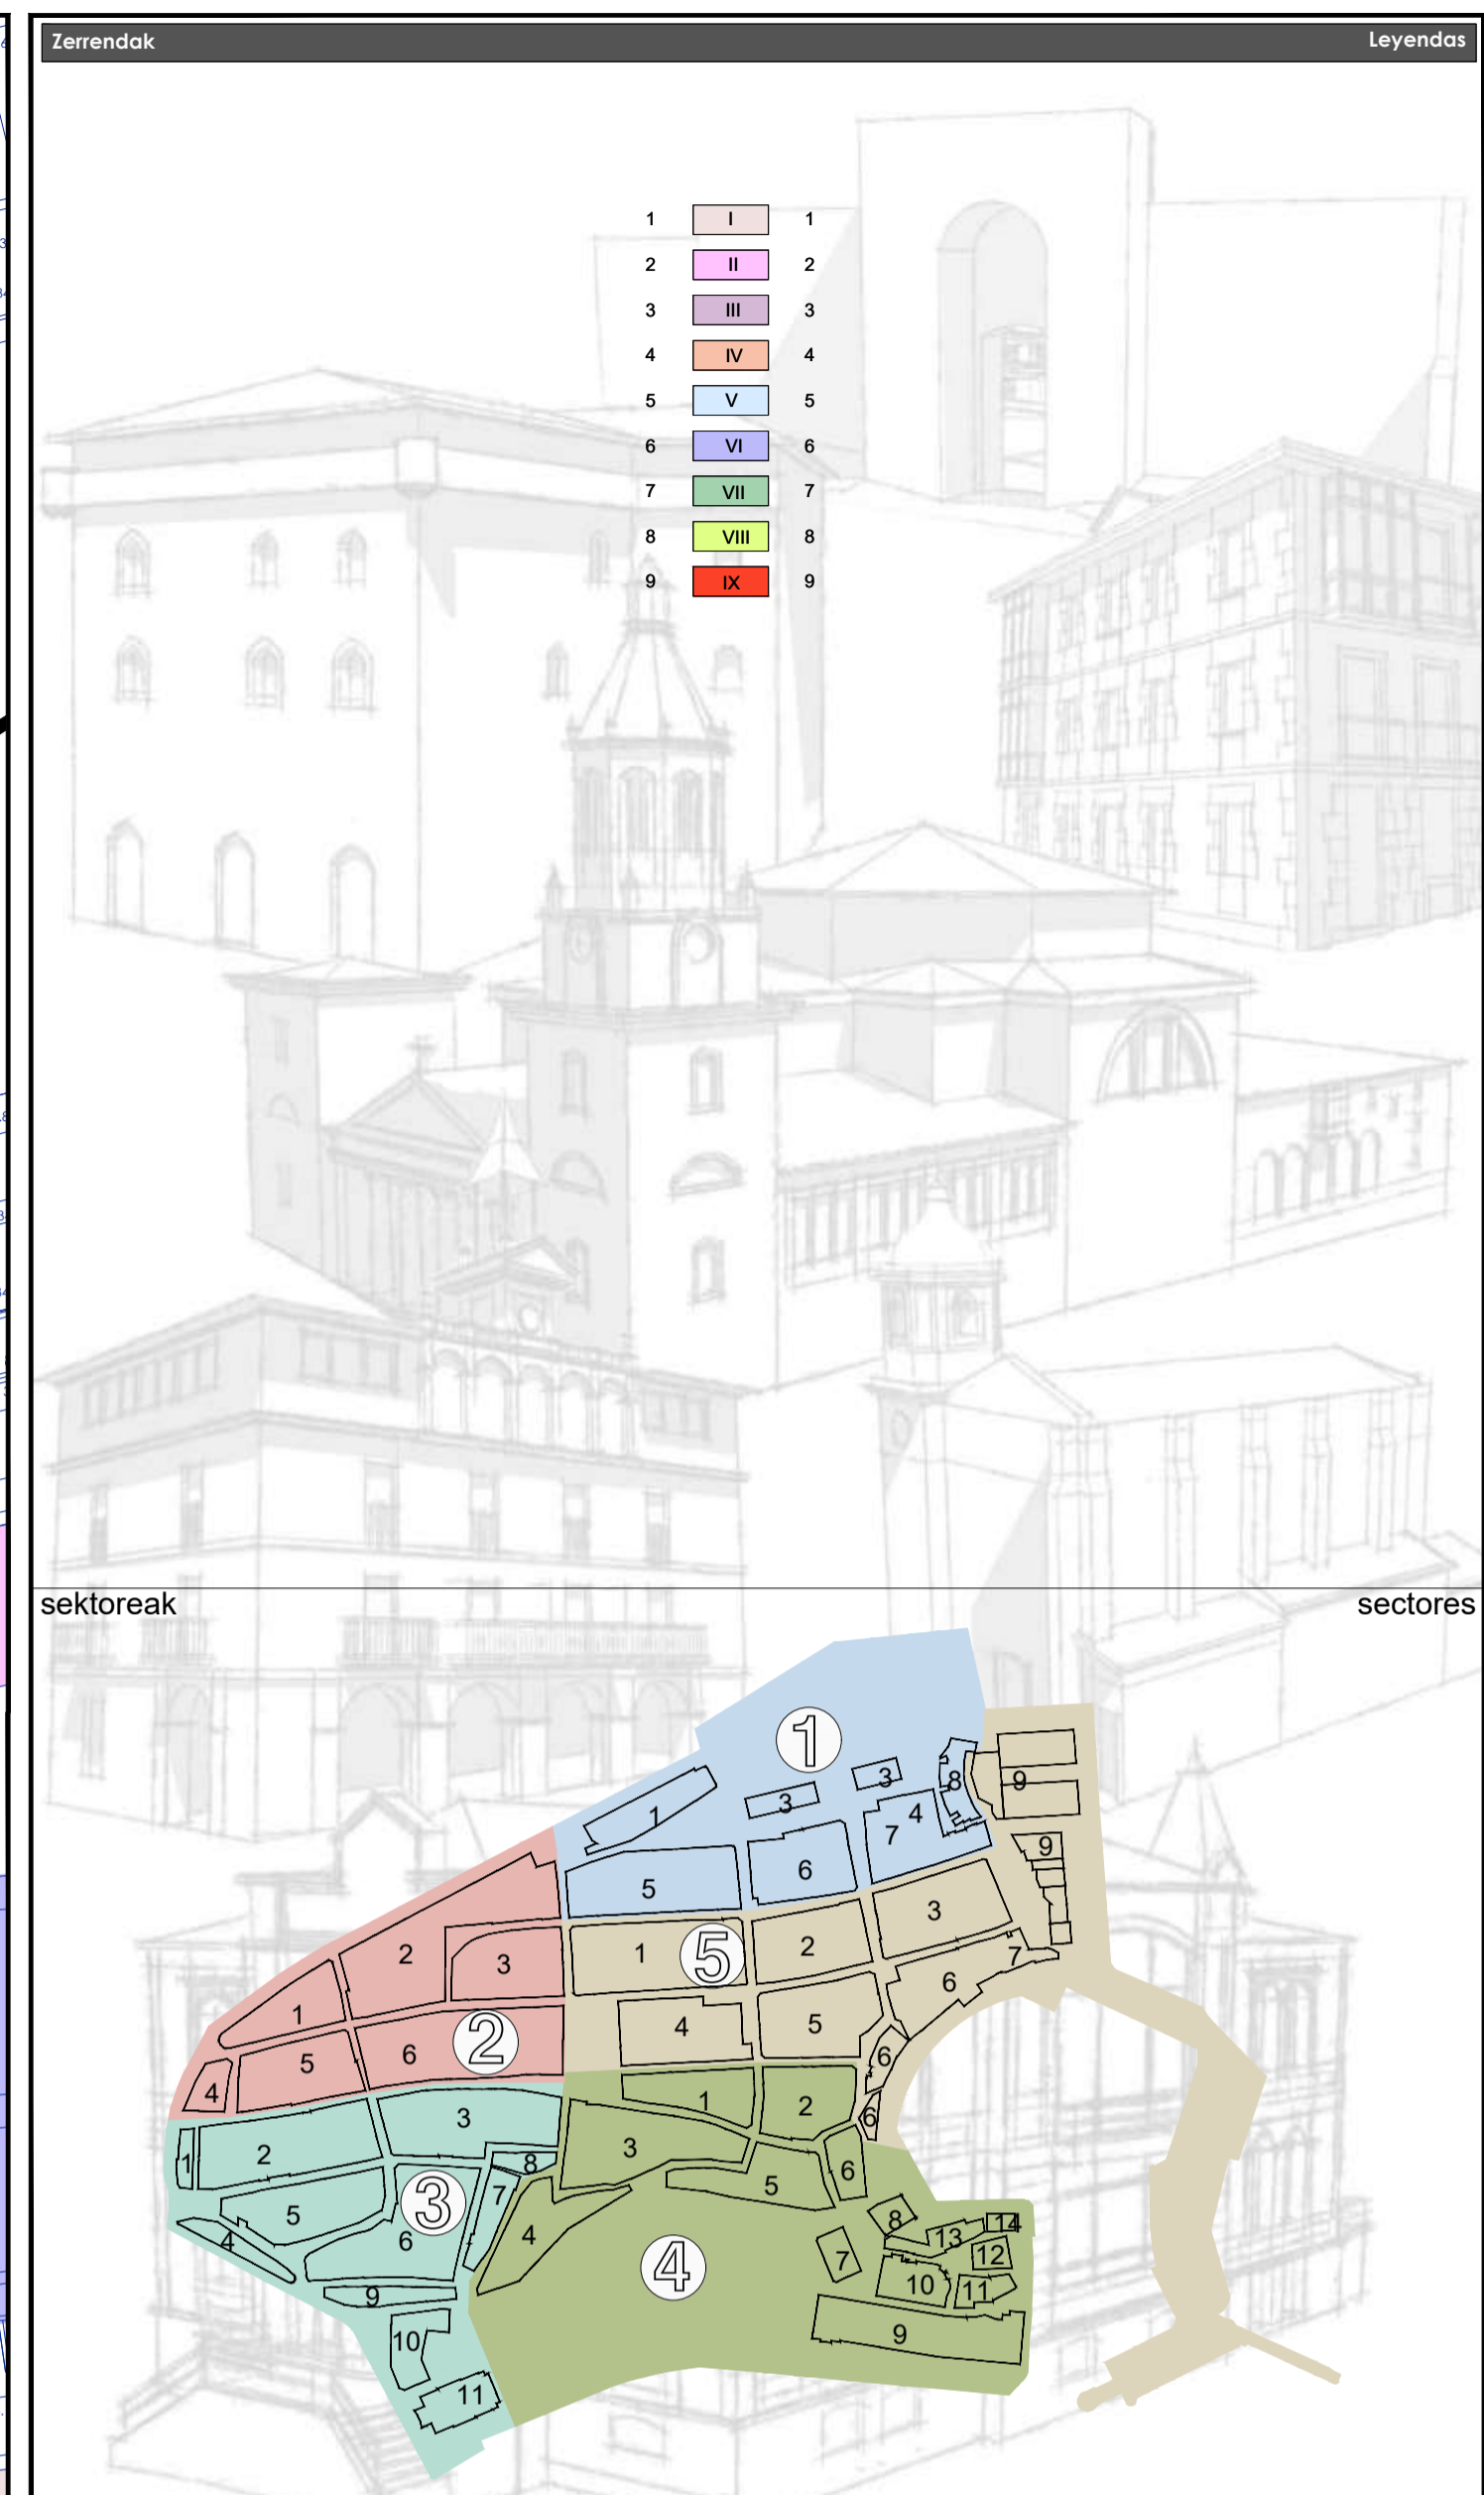 Zerrendak Leyendas
1 I 1
2 II 2
3 III 3
4 IV 4
5 V 5
6 VI 6
7 VII 7
8 VIII 8
9 IX 9
sektoreak sectores
1
3 8 9
1 3 4
7 9
5 6
3
2 1 5 2 7
3 6
1 4 5
6 2
5 6
4
1 2
3 6
2 3
1 8 6
7 5
5 3 8 14
4 6 4 13
7 12
4 10 11
9
9
10
11